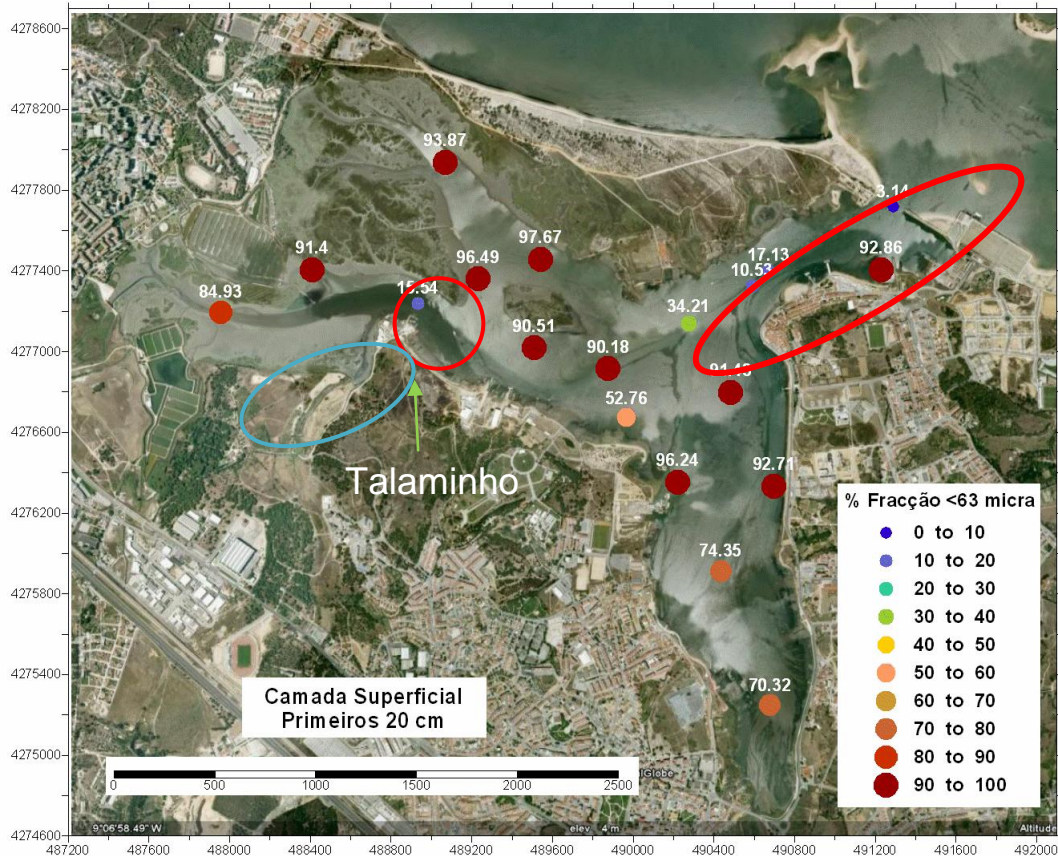 4278600
4278200
93.87
4277800
3.14
97.67
17.13
91.4
96.49
10.53
92.86
4277400
15.54
84.93
34.21
90.51
90.18
4277000
52.76
4276600
96.24
92.71
Talaminho
% Fracção <63 micra
0 to 10
4276200
10 to 20
74.35
20 to 30
30 to 40
4275800
40 to 50
50 to 60
4275400
70.32
60 to 70
Camada Superficial
70 to 80
Primeiros 20 cm
80 to 90
4275000
90 to 100
0 500 1000 1500 2000 2500
4274600
9°06'58.49" W
elev 4 m
Altitude
487200 487600 488000 488400 488800 489200 489600 490000 490400 490800 491200 491600 492000